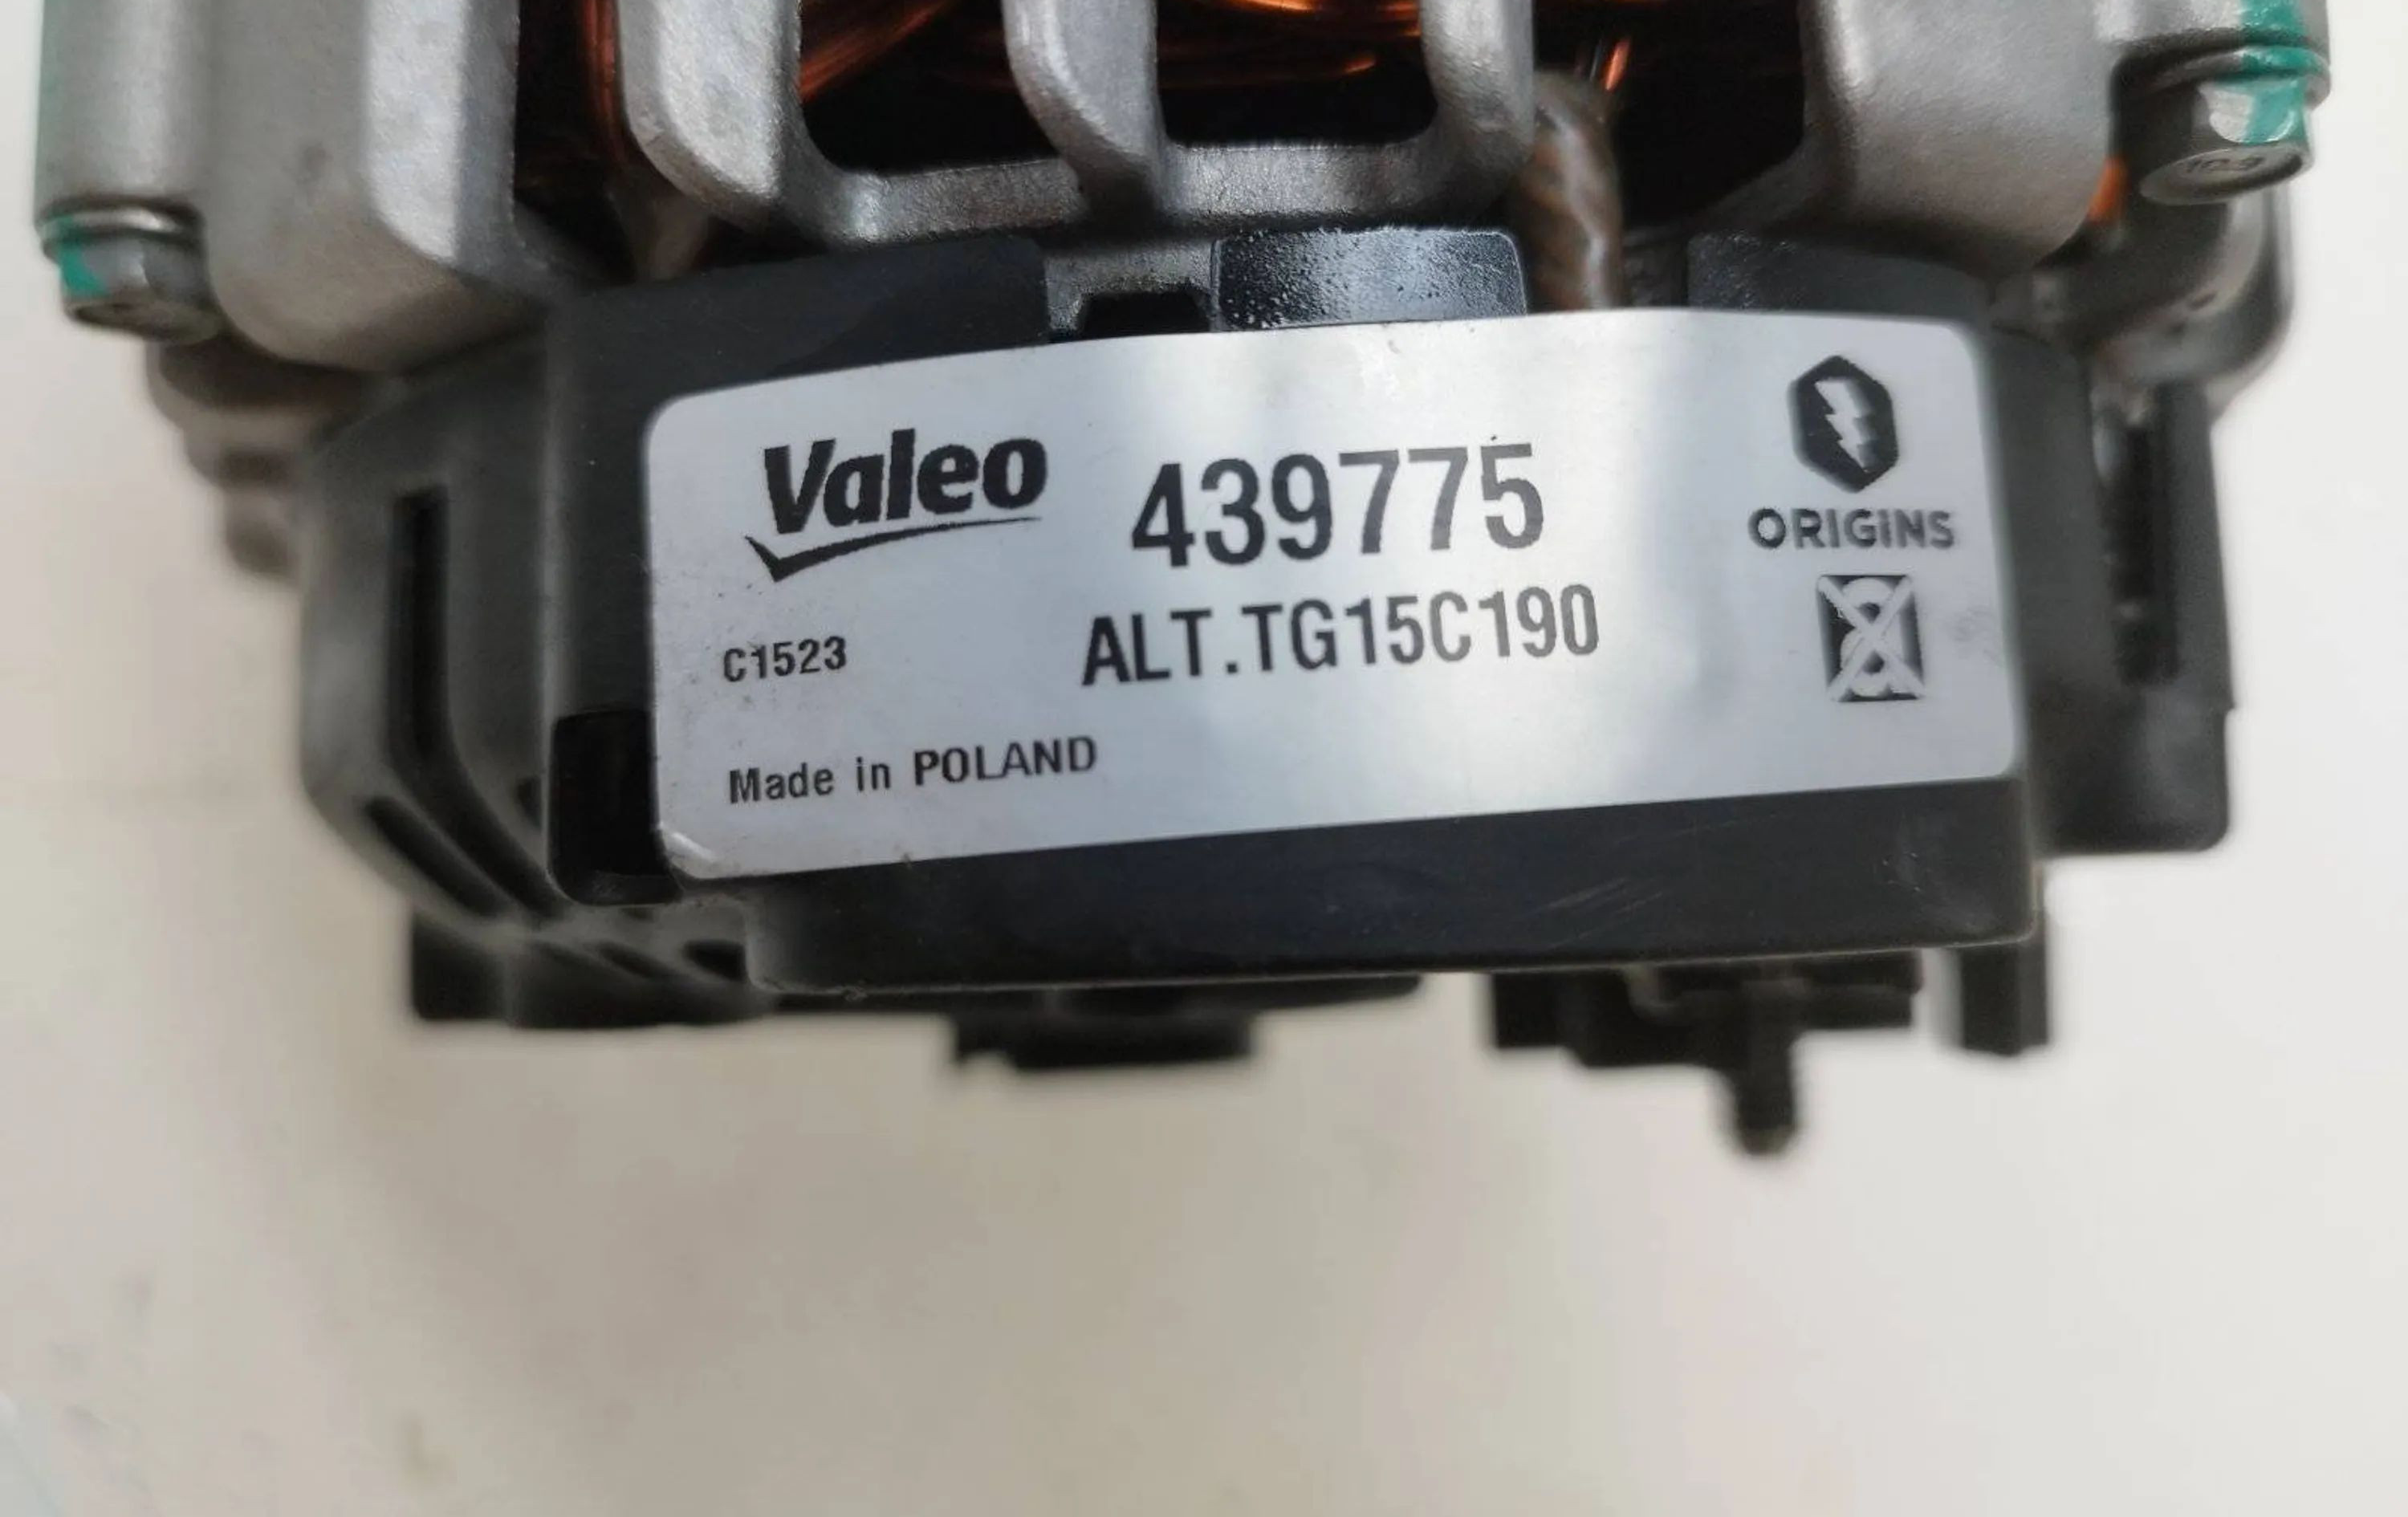 Valeo
439775
ORIGINS
ALT.TG15C190
C1523
Made in POLAND